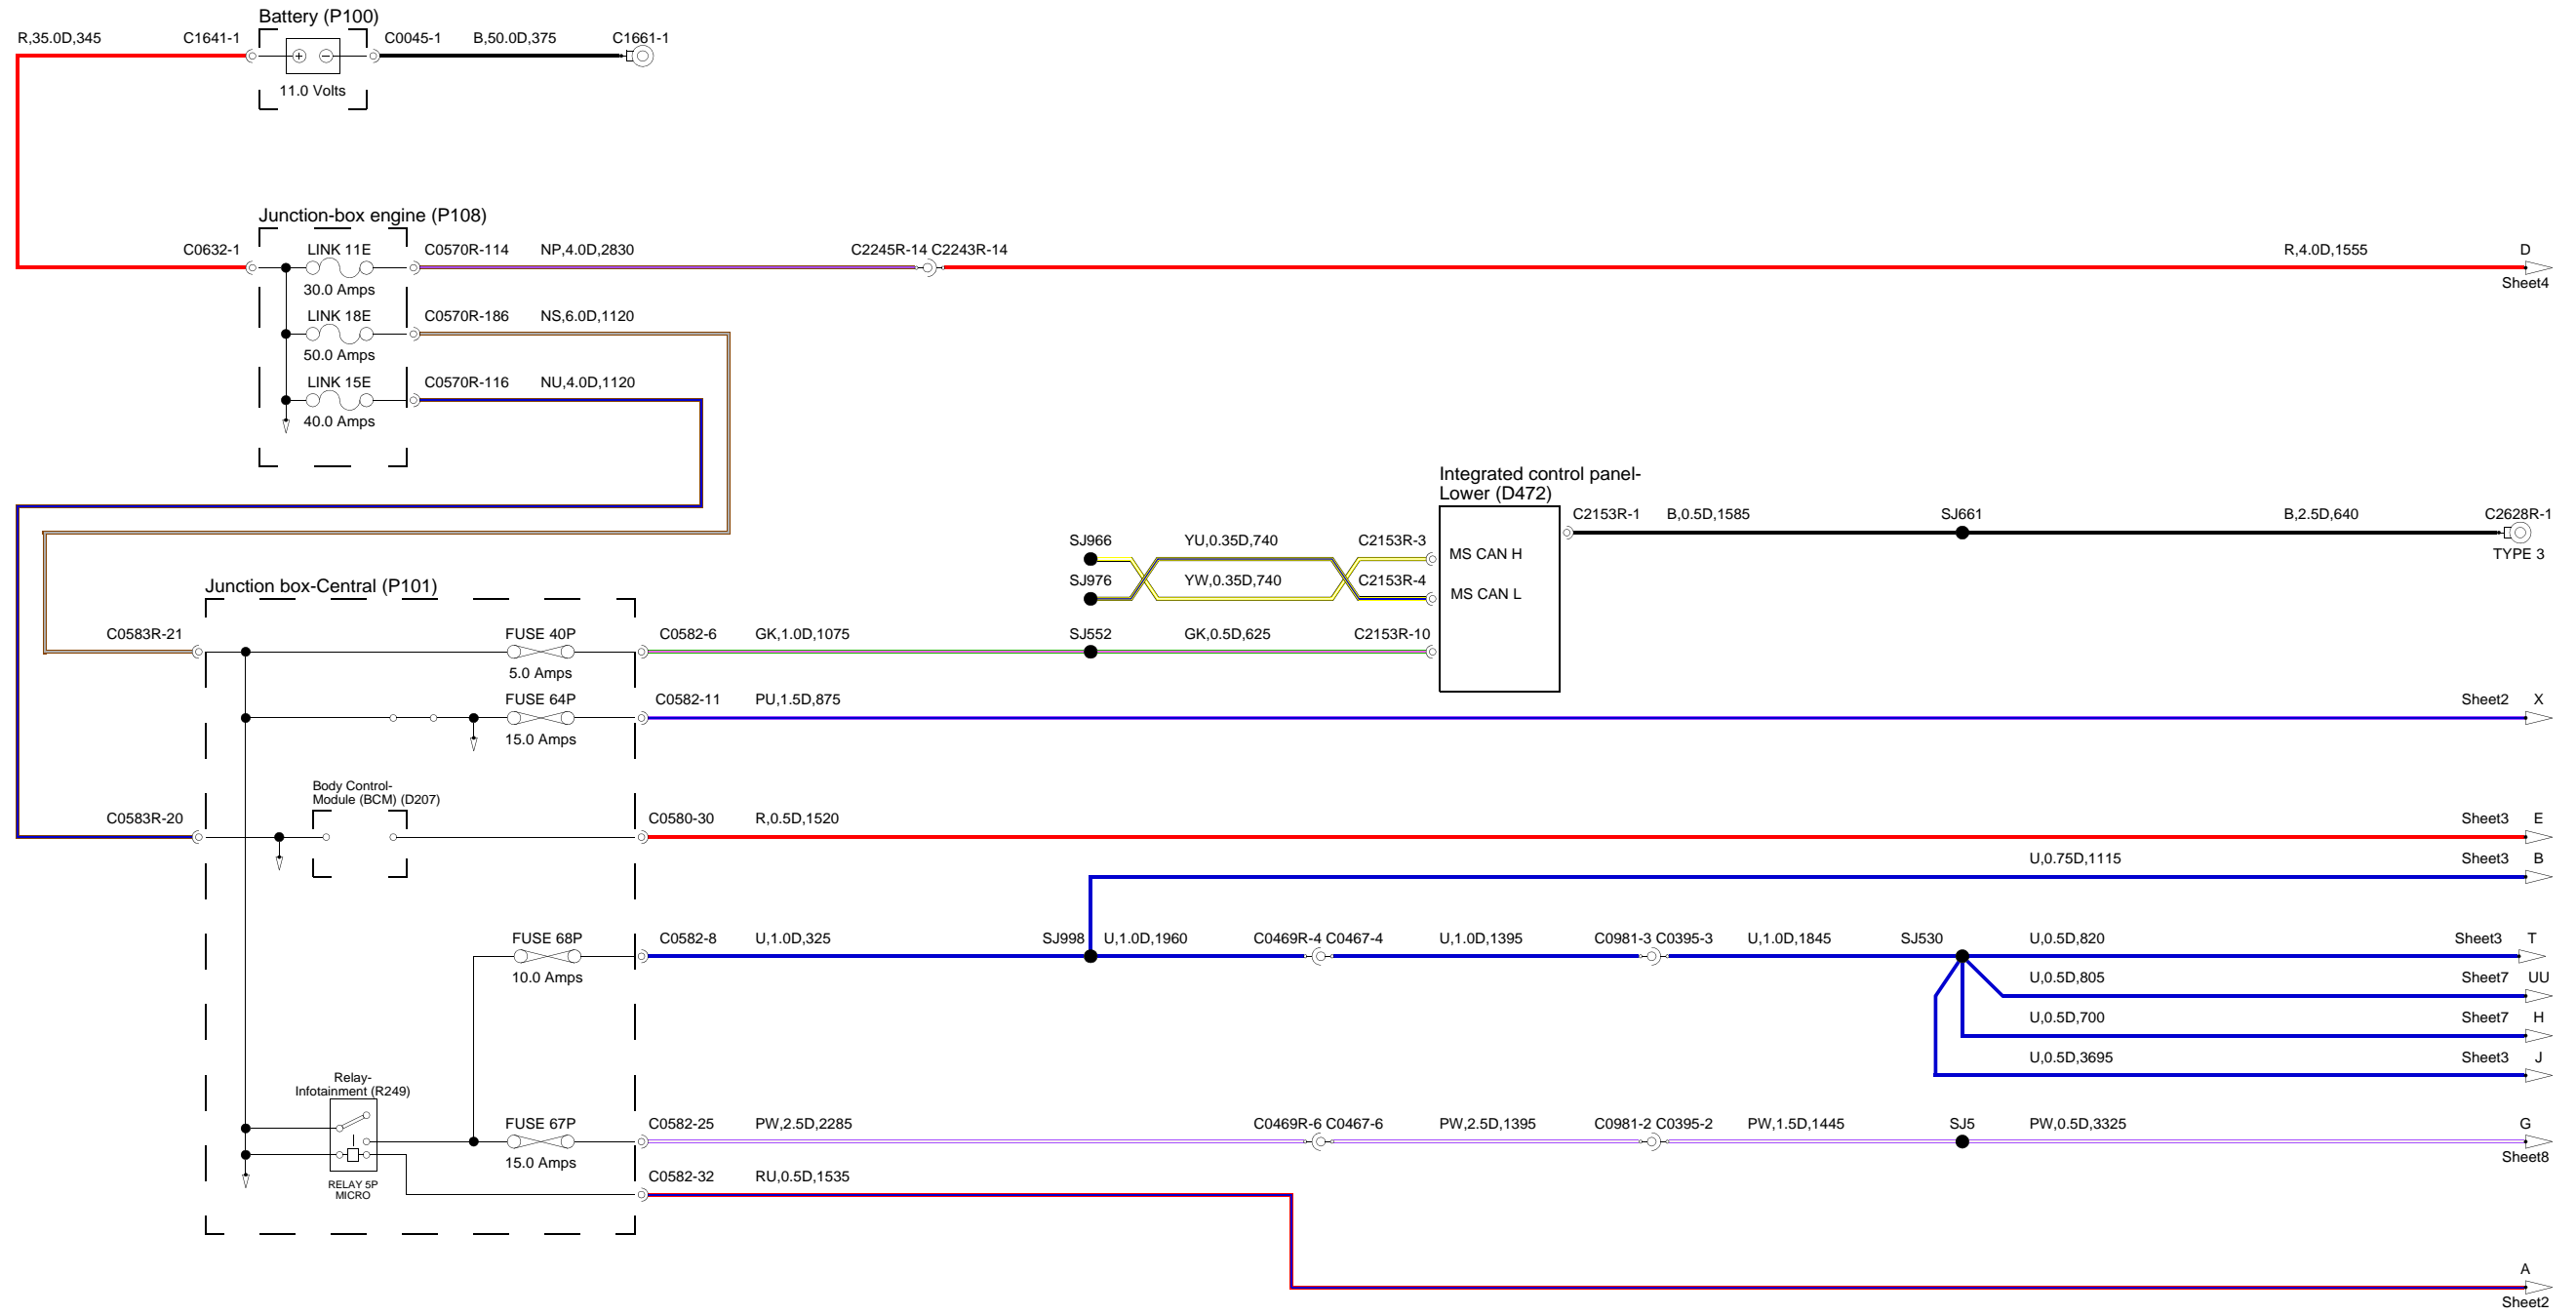 Battery (P100)
R,35.0D,345 C1641-1 C0045-1 B,50.0D,375 C1661-1
11.0 Volts
Junction-box engine (P108)
C0632-1 LINK 11E C0570R-114 NP,4.0D,2830 C2245R-14 C2243R-14 R,4.0D,1555 D
30.0 Amps Sheet4
LINK 18E C0570R-186 NS,6.0D,1120
50.0 Amps
LINK 15E C0570R-116 NU,4.0D,1120
40.0 Amps
Integrated control panel-
Lower (D472)
C2153R-1 B,0.5D,1585 SJ661 B,2.5D,640 C2628R-1
TYPE 3
SJ966 YU,0.35D,740 C2153R-3 MS CAN H
SJ976 YW,0.35D,740 C2153R-4 MS CAN L
Junction box-Central (P101)
C0583R-21 FUSE 40P C0582-6 GK,1.0D,1075 SJ552 GK,0.5D,625 C2153R-10
5.0 Amps
FUSE 64P C0582-11 PU,1.5D,875 Sheet2 X
15.0 Amps
Body Control-
Module (BCM) (D207)
C0583R-20 C0580-30 R,0.5D,1520 Sheet3 E
U,0.75D,1115 Sheet3 B
FUSE 68P C0582-8 U,1.0D,325 SJ998 U,1.0D,1960 C0469R-4 C0467-4 U,1.0D,1395 C0981-3 C0395-3 U,1.0D,1845 SJ530 U,0.5D,820 Sheet3 T
10.0 Amps U,0.5D,805 Sheet7 UU
U,0.5D,700 Sheet7 H
U,0.5D,3695 Sheet3 J
Relay-
Infotainment (R249)
FUSE 67P C0582-25 PW,2.5D,2285 C0469R-6 C0467-6 PW,2.5D,1395 C0981-2 C0395-2 PW,1.5D,1445 SJ5 PW,0.5D,3325 G
15.0 Amps Sheet8
RELAY 5P
MICRO
C0582-32 RU,0.5D,1535
A
Sheet2